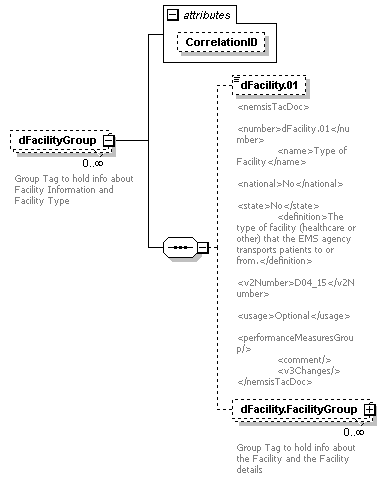 attributes
CorrelationID
dFacilityGroup
0..∞
Group Tag to hold info about
Facility Information and
Facility Type
dFacility.01
<nemsisTacDoc>
<number>dFacility.01</nu
mber>
<name>Type of
Facility</name>
<national>No</national>
<state>No</state>
<definition>The
type of facility (healthcare or
other) that the EMS agency
transports patients to or
from.</definition>
<v2Number>D04_15</v2N
umber>
<usage>Optional</usage>
<performanceMeasuresGrou
p/>
<comment/>
<v3Changes/>
</nemsisTacDoc>
dFacility.FacilityGroup
0..∞
Group Tag to hold info about
the Facility and the Facility
details